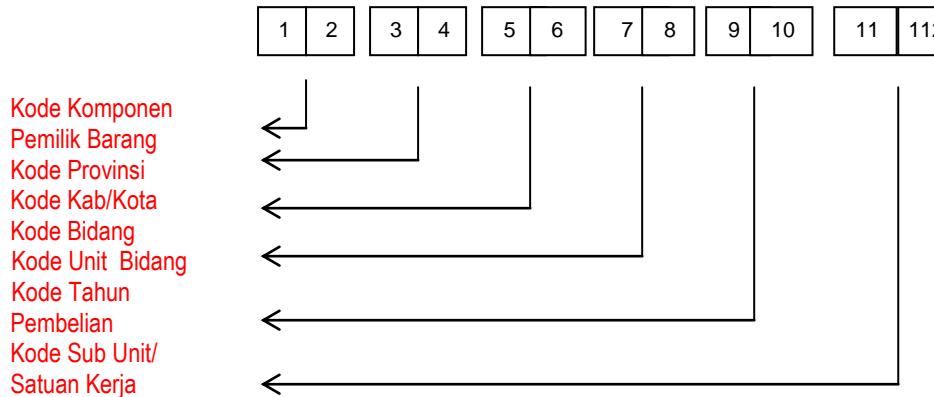 1 2 3 4 5 6 7 8 9 10 11 112
Kode Komponen
Pemilik Barang
Kode Provinsi
Kode Kab/Kota
Kode Bidang
Kode Unit Bidang
Kode Tahun
Pembelian
Kode Sub Unit/
Satuan Kerja